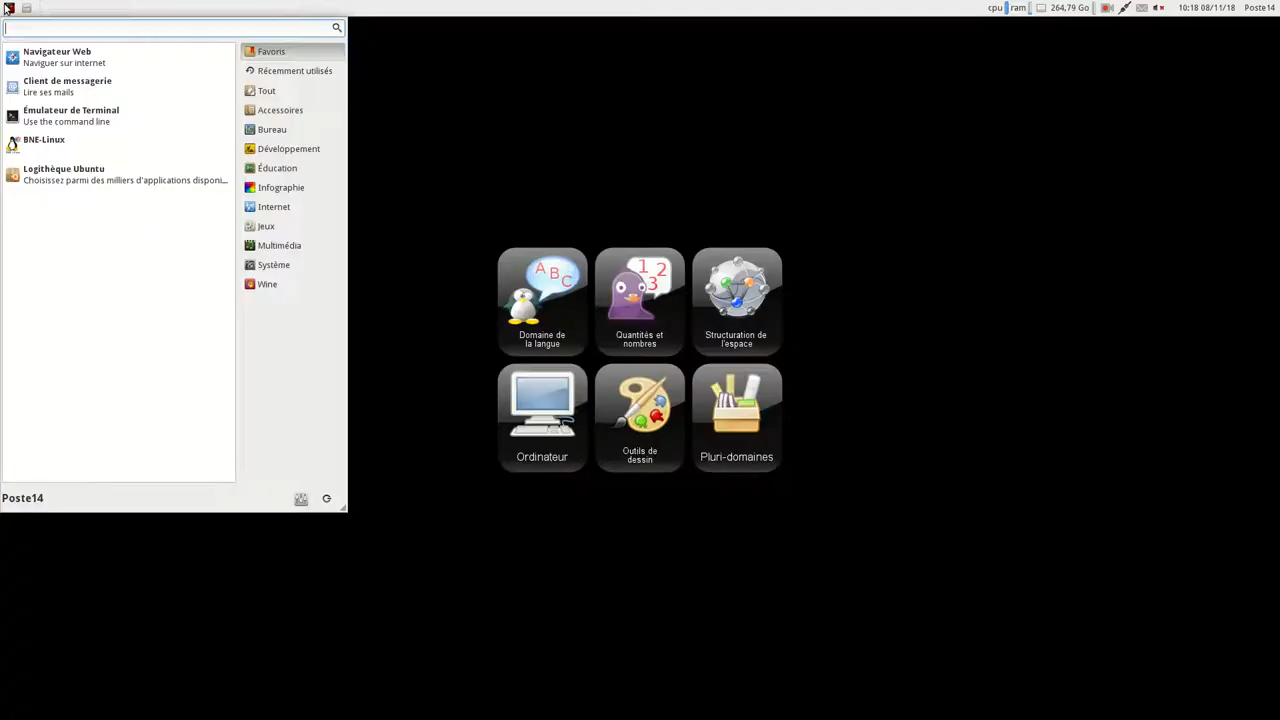 cpu ram 264,79 Go 10:18 08/11/18 Poste14
Navigateur Web
Naviguer sur internet
Client de messagerie
Lire ses mails
Émulateur de Terminal
Use the command line
BNE-Linux
Logithèque Ubuntu
Choisissez parmi des milliers d'applications disponi...
Favoris
Récemment utilisés
Tout
Accessoires
Bureau
Développement
Éducation
Infographie
Internet
Jeux
Multimédia
Système
Wine
Poste14
A B C
Domaine de
la langue
1 2
3
Quantités et
nombres
Structuration de
l'espace
Ordinateur
Outils de
dessin
Pluri-domaines